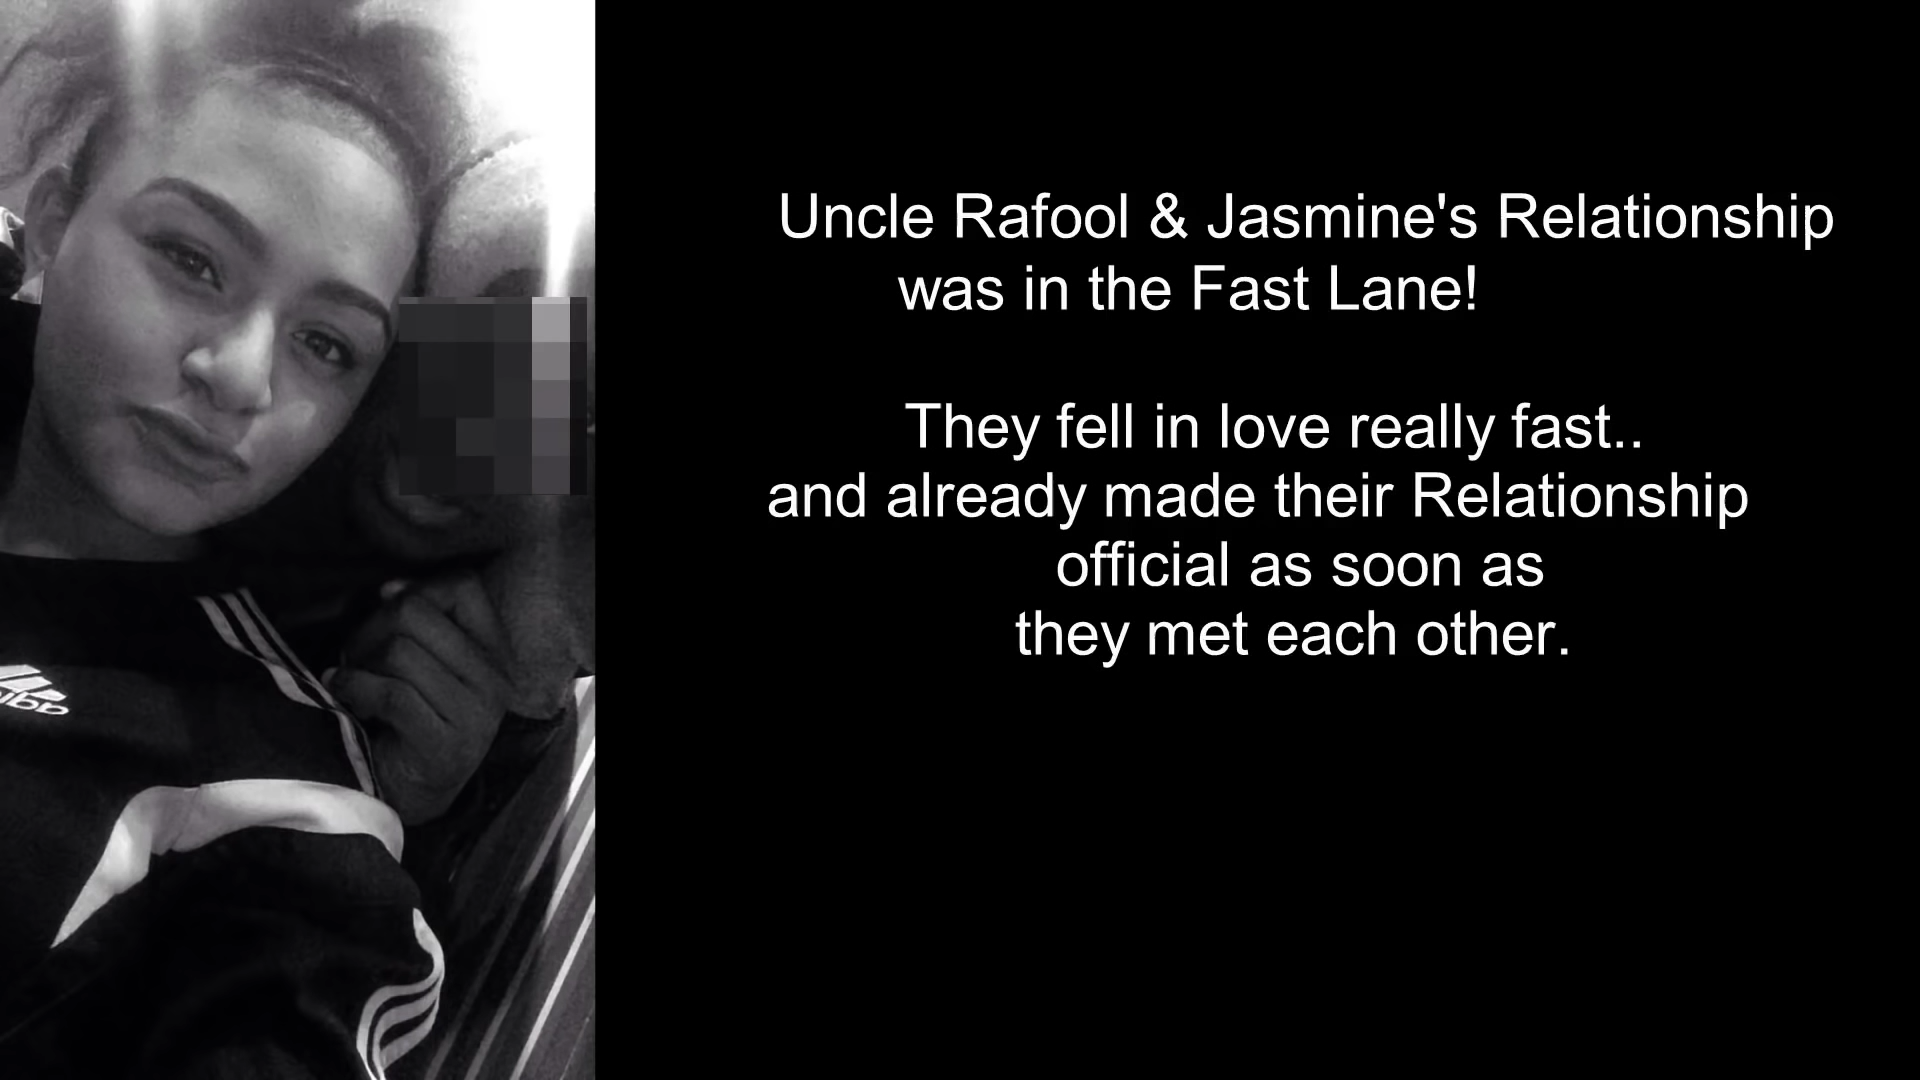 Uncle Rafool & Jasmine's Relationship
was in the Fast Lane!
They fell in love really fast..
and already made their Relationship
official as soon as
they met each other.